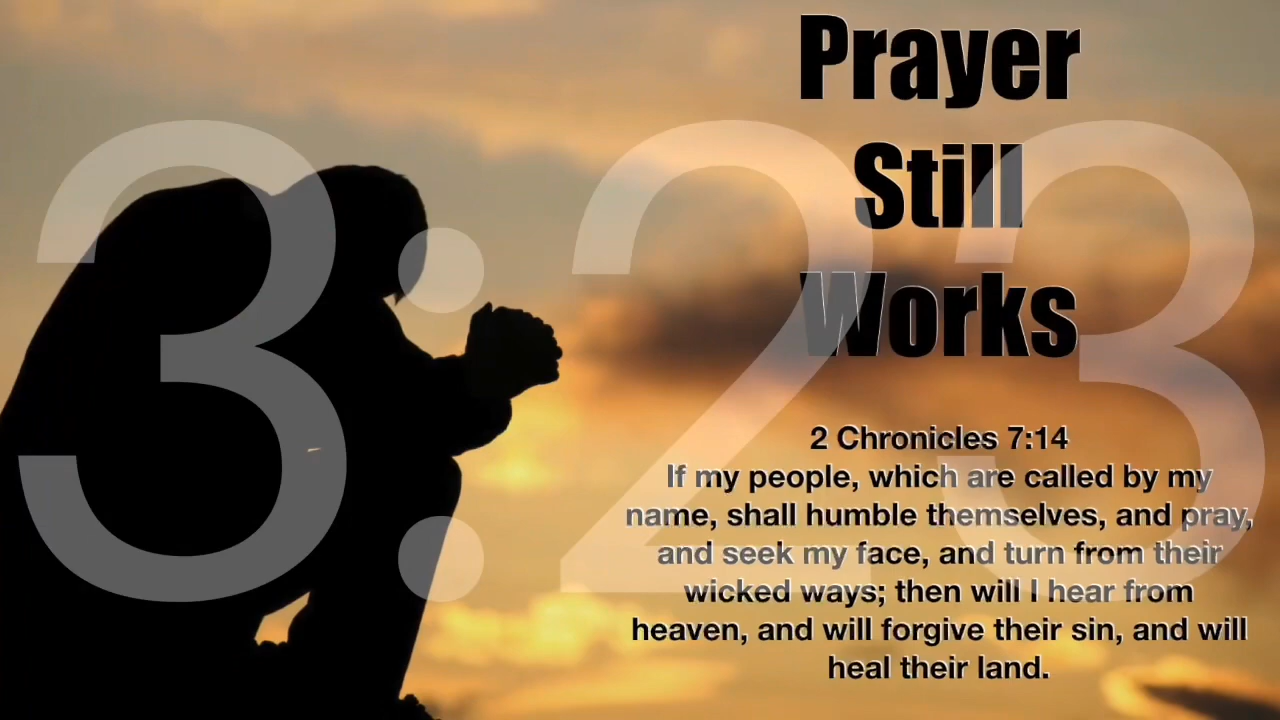 Prayer
Still
Works
3:23
2 Chronicles 7:14
If my people, which are called by my
name, shall humble themselves, and pray,
and seek my face, and turn from their
wicked ways; then will I hear from
heaven, and will forgive their sin, and will
heal their land.